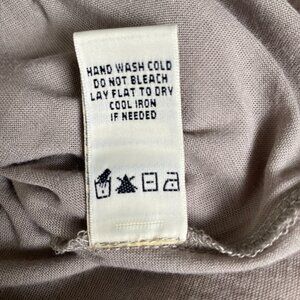 HAND WASH COLD
DO NOT BLEACH
LAY FLAT TO DRY
COOL IRON
IF NEEDED